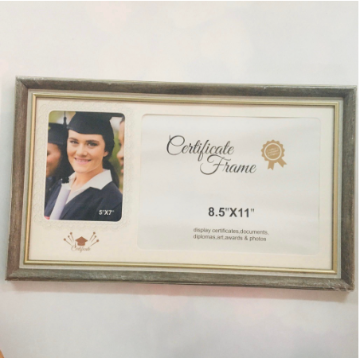 Certificate
Frame
8.5"X11"
display certificates,documents,
diplomas,art,awards & photos
5"X7"